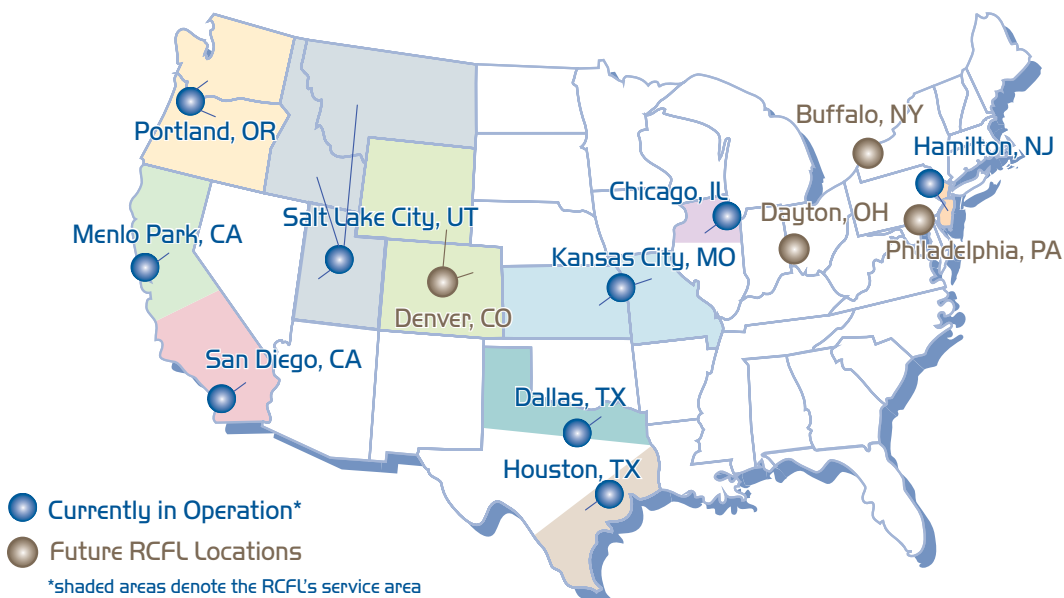 Buffalo, NY
Portland, OR
Hamilton, NJ
Chicago, IL
Salt Lake City, UT
Dayton, OH
Menlo Park, CA
Kansas City, MO
Philadelphia, PA
Denver, CO
San Diego, CA
Dallas, TX
Houston, TX
Currently in Operation*
Future RCFL Locations
*shaded areas denote the RCFL's service area